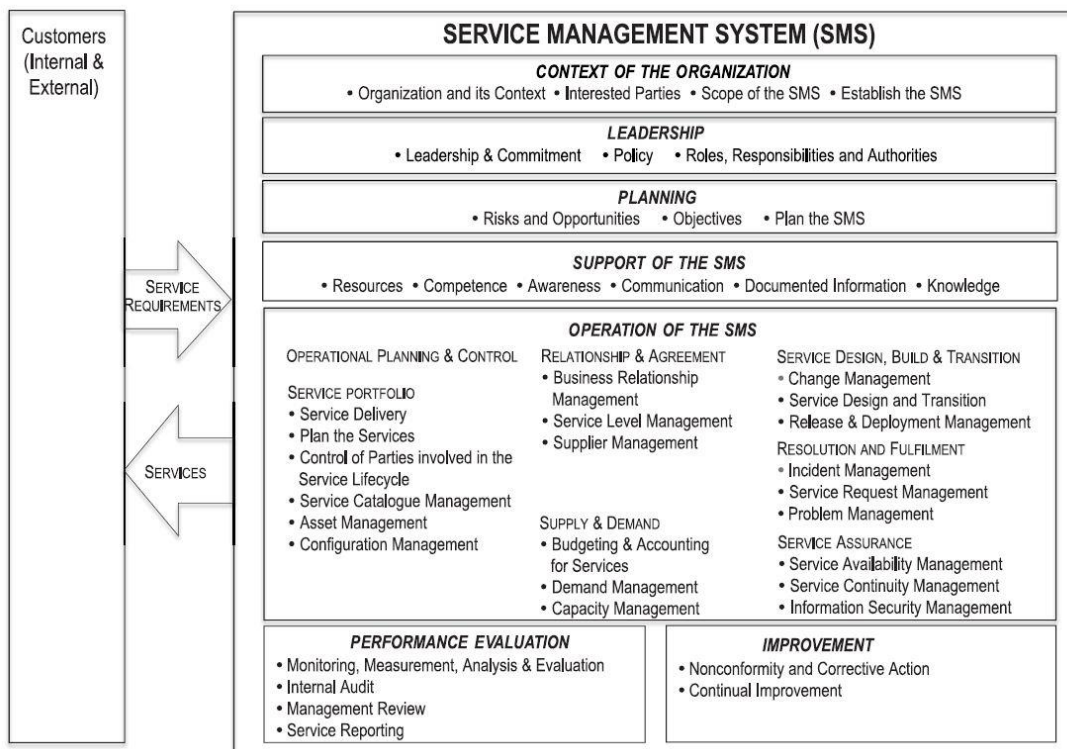 Customers
(Internal &
External)
SERVICE REQUIREMENTS
SERVICES
SERVICE MANAGEMENT SYSTEM (SMS)
CONTEXT OF THE ORGANIZATION
• Organization and its Context • Interested Parties • Scope of the SMS • Establish the SMS
LEADERSHIP
• Leadership & Commitment • Policy • Roles, Responsibilities and Authorities
PLANNING
• Risks and Opportunities • Objectives • Plan the SMS
SUPPORT OF THE SMS
• Resources • Competence • Awareness • Communication • Documented Information • Knowledge
OPERATION OF THE SMS
OPERATIONAL PLANNING & CONTROL
SERVICE PORTFOLIO
• Service Delivery
• Plan the Services
• Control of Parties involved in the
Service Lifecycle
• Service Catalogue Management
• Asset Management
• Configuration Management
RELATIONSHIP & AGREEMENT
• Business Relationship
Management
• Service Level Management
• Supplier Management
SUPPLY & DEMAND
• Budgeting & Accounting
for Services
• Demand Management
• Capacity Management
SERVICE DESIGN, BUILD & TRANSITION
• Change Management
• Service Design and Transition
• Release & Deployment Management
RESOLUTION AND FULFILMENT
• Incident Management
• Service Request Management
• Problem Management
SERVICE ASSURANCE
• Service Availability Management
• Service Continuity Management
• Information Security Management
PERFORMANCE EVALUATION
• Monitoring, Measurement, Analysis & Evaluation
• Internal Audit
• Management Review
• Service Reporting
IMPROVEMENT
• Nonconformity and Corrective Action
• Continual Improvement